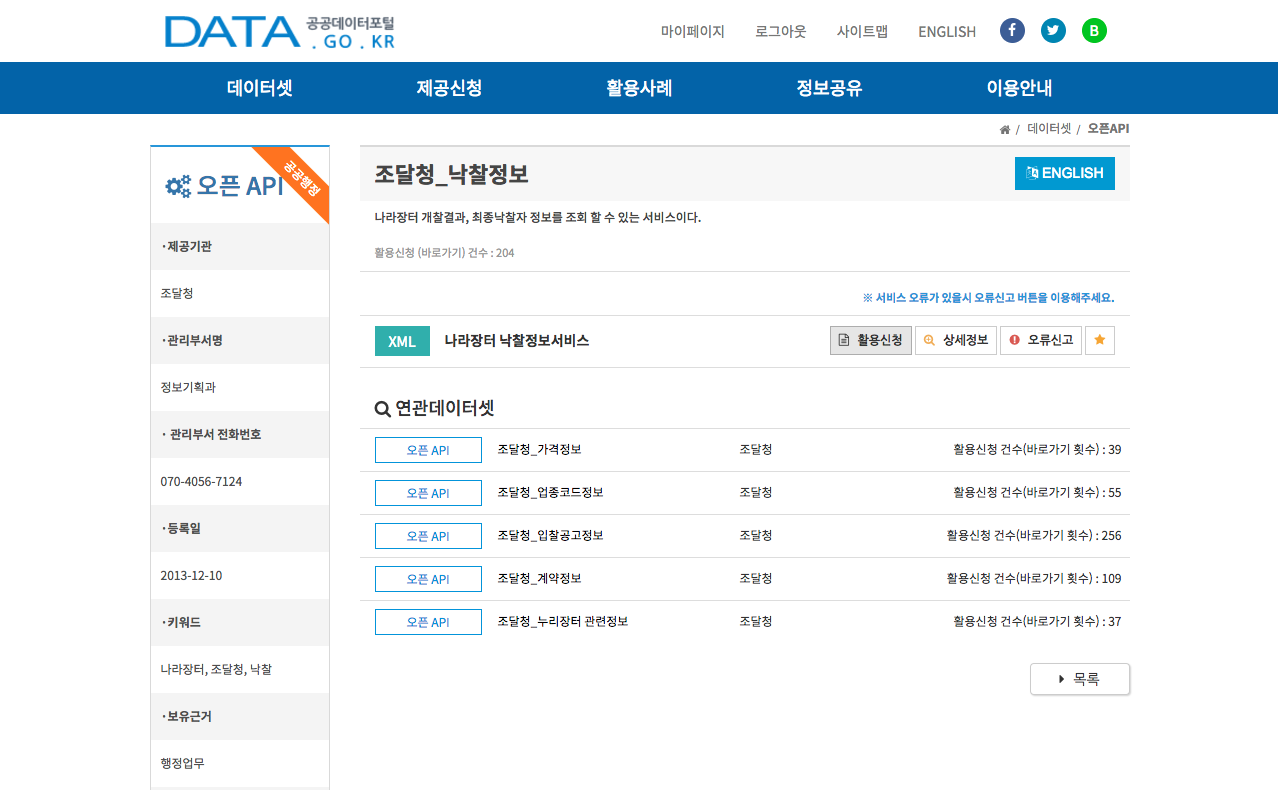 DATA 공공데이터포털
. GO . KR
마이페이지 로그아웃 사이트맵 ENGLISH f B
데이터셋 제공신청 활용사례 정보공유 이용안내
/ 데이터셋 / 오픈API
오픈 API
공공행정
·제공기관
조달청
·관리부서명
정보기획과
· 관리부서 전화번호
070-4056-7124
·등록일
2013-12-10
·키워드
나라장터, 조달청, 낙찰
·보유근거
행정업무
조달청_낙찰정보
ENGLISH
나라장터 개찰결과, 최종낙찰자 정보를 조회 할 수 있는 서비스이다.
활용신청 (바로가기) 건수 : 204
※ 서비스 오류가 있을시 오류신고 버튼을 이용해주세요.
XML 나라장터 낙찰정보서비스 활용신청 상세정보 오류신고
연관데이터셋
오픈 API 조달청_가격정보 조달청 활용신청 건수(바로가기 횟수) : 39
오픈 API 조달청_업종코드정보 조달청 활용신청 건수(바로가기 횟수) : 55
오픈 API 조달청_입찰공고정보 조달청 활용신청 건수(바로가기 횟수) : 256
오픈 API 조달청_계약정보 조달청 활용신청 건수(바로가기 횟수) : 109
오픈 API 조달청_누리장터 관련정보 조달청 활용신청 건수(바로가기 횟수) : 37
목록